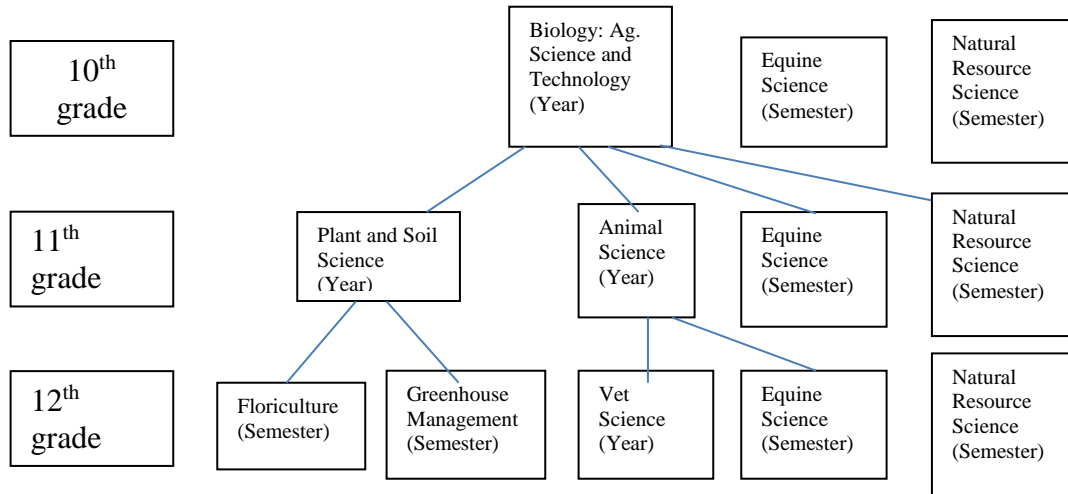 10th
grade
Biology: Ag.
Science and
Technology
(Year)
Equine
Science
(Semester)
Natural
Resource
Science
(Semester)
11th
grade
Plant and Soil
Science
(Year)
Animal
Science
(Year)
Equine
Science
(Semester)
Natural
Resource
Science
(Semester)
12th
grade
Floriculture
(Semester)
Greenhouse
Management
(Semester)
Vet
Science
(Year)
Equine
Science
(Semester)
Natural
Resource
Science
(Semester)